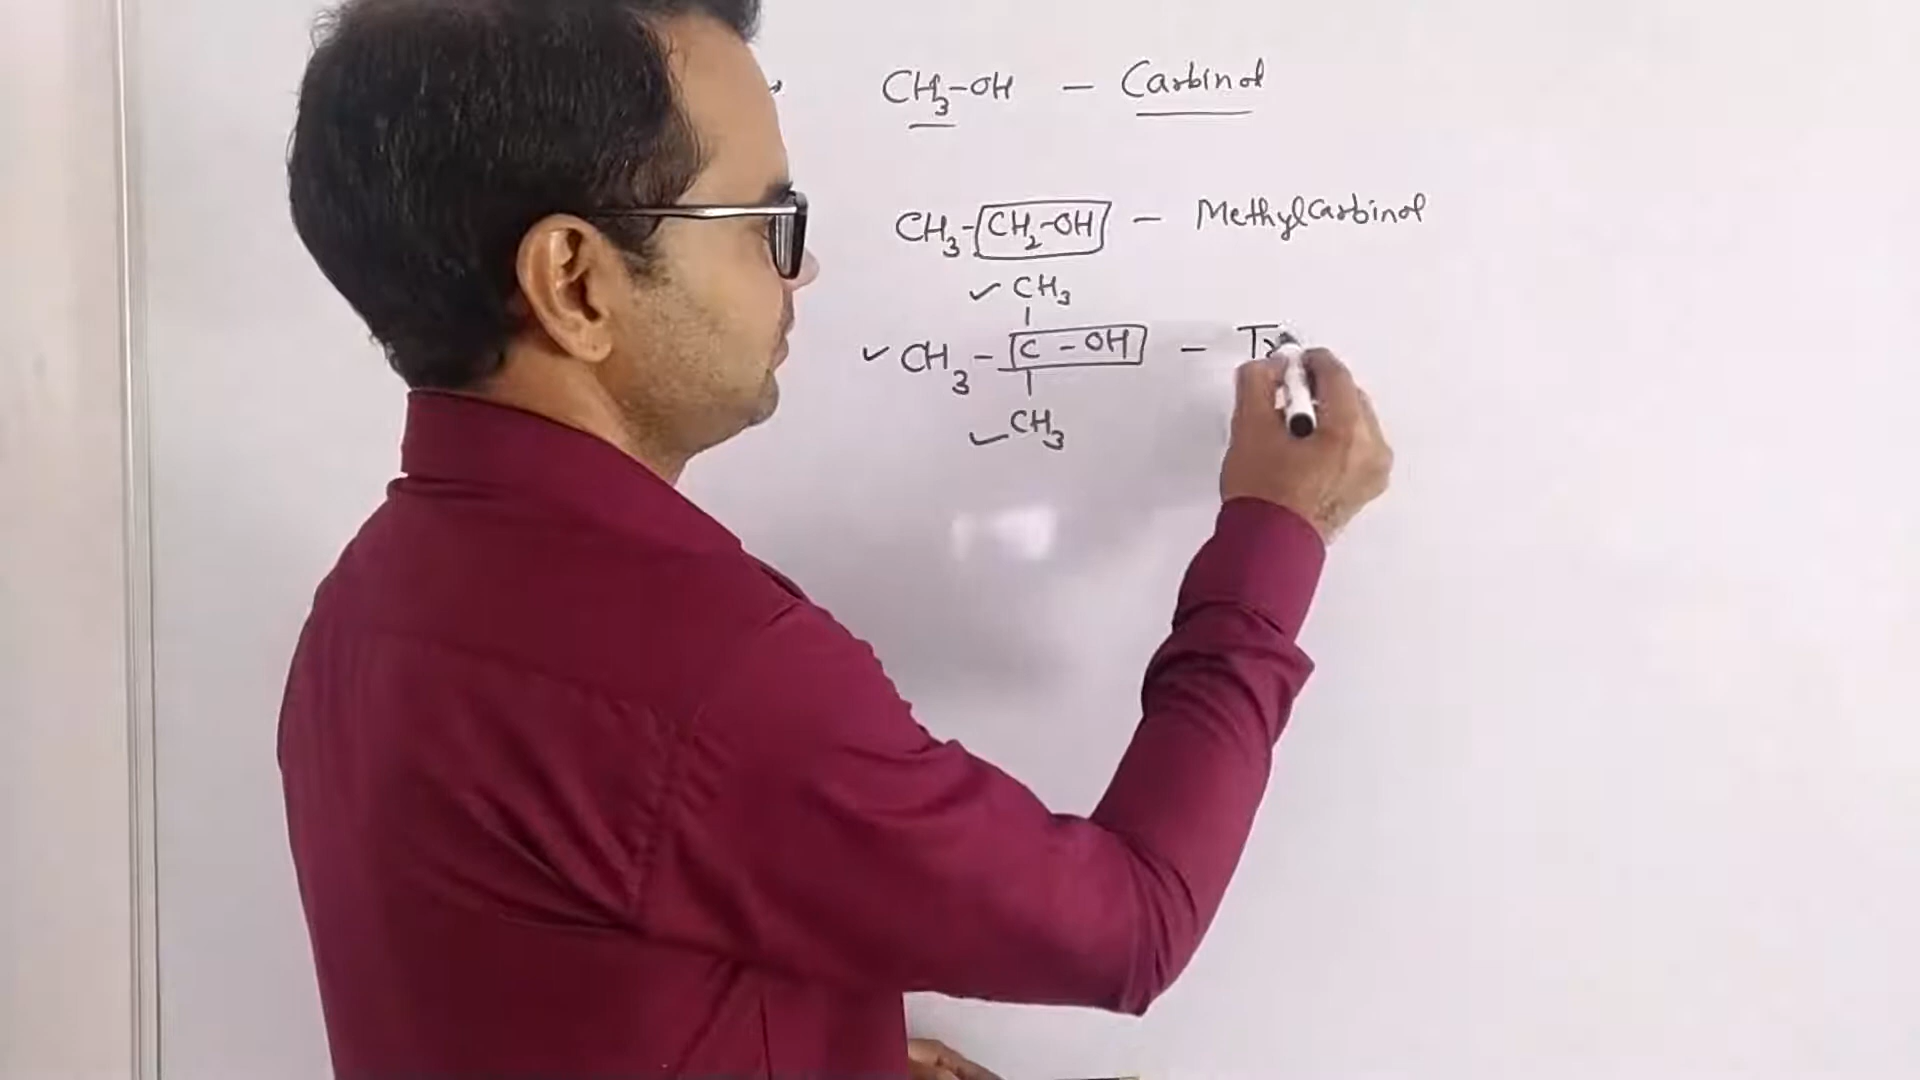 CH₃-OH — Carbinol
CH₃-CH₂-OH — Methylcarbinol
✓ CH₃
✓ CH₃ - C - OH — Tr
✓ CH₃